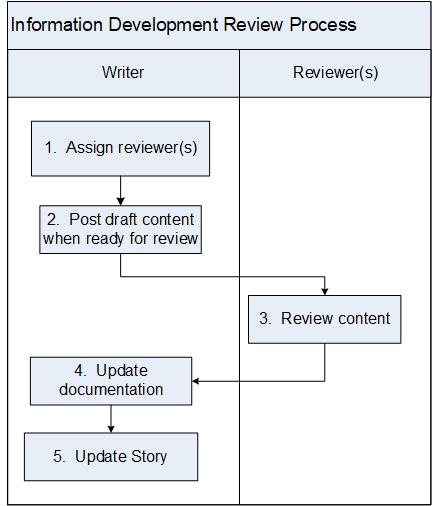 Information Development Review Process
Writer
Reviewer(s)
1. Assign reviewer(s)
2. Post draft content
when ready for review
3. Review content
4. Update
documentation
5. Update Story